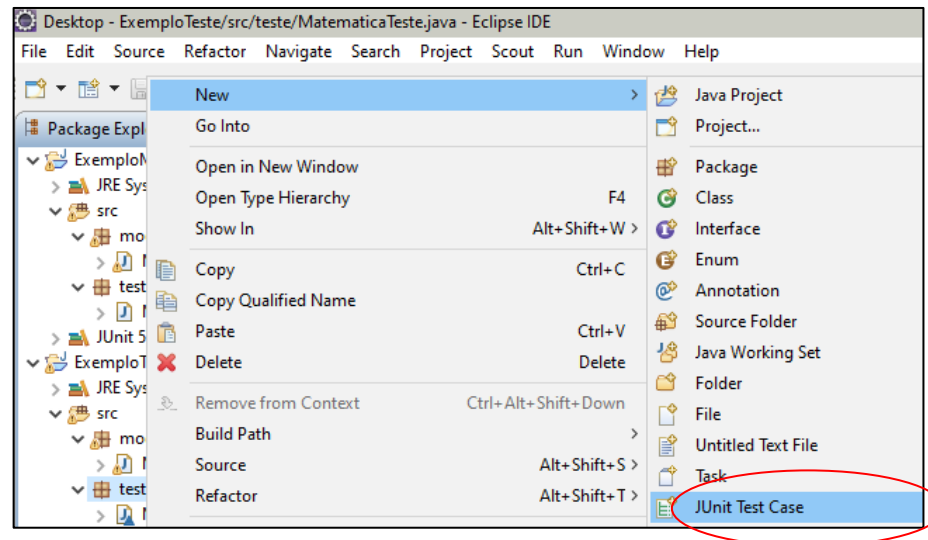 Desktop - ExemploTeste/src/teste/MatematicaTeste.java - Eclipse IDE
File Edit Source Refactor Navigate Search Project Scout Run Window Help
Package Expl
ExemploM
JRE Sys
src
mo
test
JUnit 5
ExemploT
JRE Sys
src
mo
test
New >
Go Into
Open in New Window
Open Type Hierarchy F4
Show In Alt+Shift+W >
Copy Ctrl+C
Copy Qualified Name
Paste Ctrl+V
Delete Delete
Remove from Context Ctrl+Alt+Shift+Down
Build Path >
Source Alt+Shift+S >
Refactor Alt+Shift+T >
Java Project
Project...
Package
Class
Interface
Enum
Annotation
Source Folder
Java Working Set
Folder
File
Untitled Text File
Task
JUnit Test Case